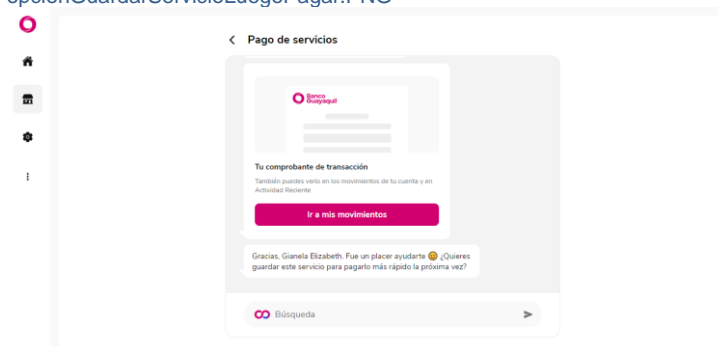 opcionGuardarServicioLuegoPagar.PNG
Pago de servicios
Banco
Guayaquil
Tu comprobante de transacción
También puedes verlo en los movimientos de tu cuenta y en
Actividad Reciente
Ir a mis movimientos
Gracias, Gianela Elizabeth. Fue un placer ayudarte 😊 ¿Quieres
guardar este servicio para pagarlo más rápido la próxima vez?
Búsqueda